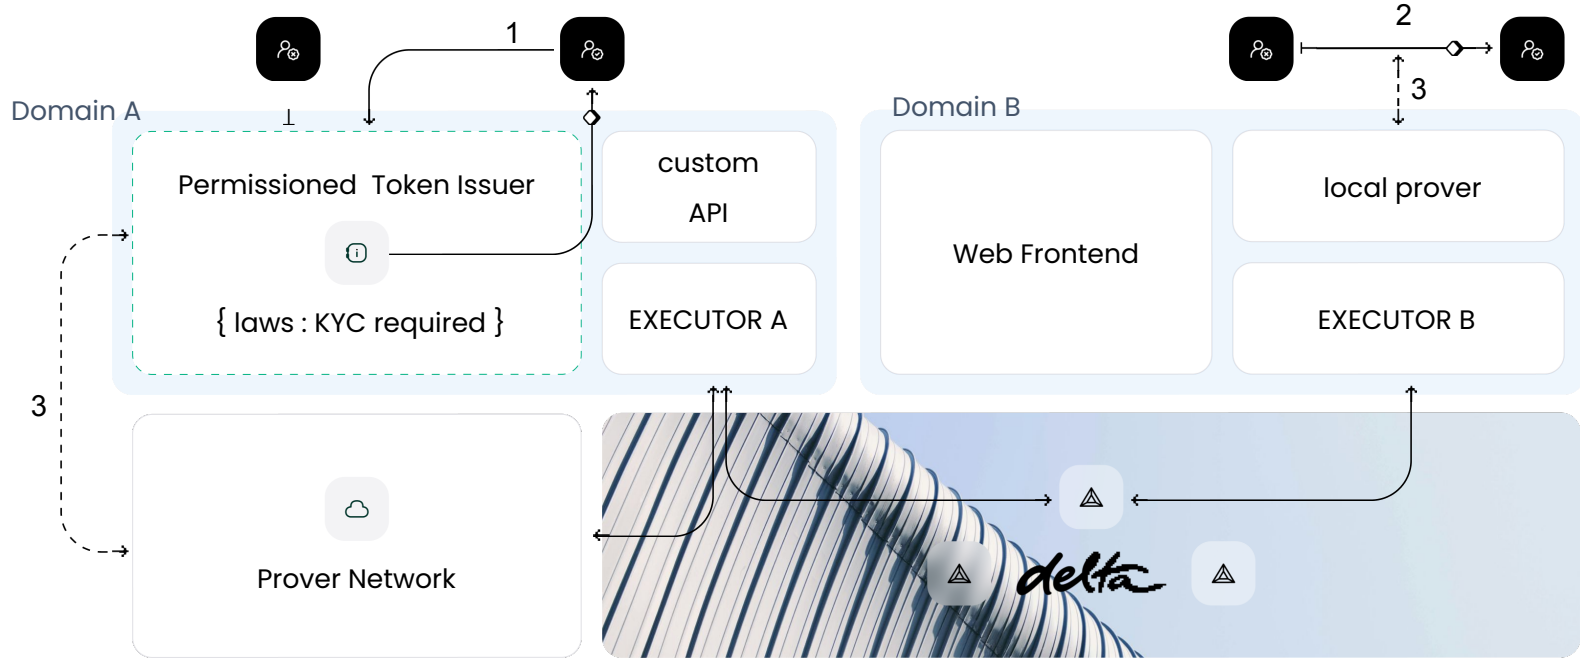 1
2
3
Domain A
Domain B
Permissioned Token Issuer
{ laws : KYC required }
custom
API
EXECUTOR A
Web Frontend
local prover
EXECUTOR B
3
Prover Network
delta